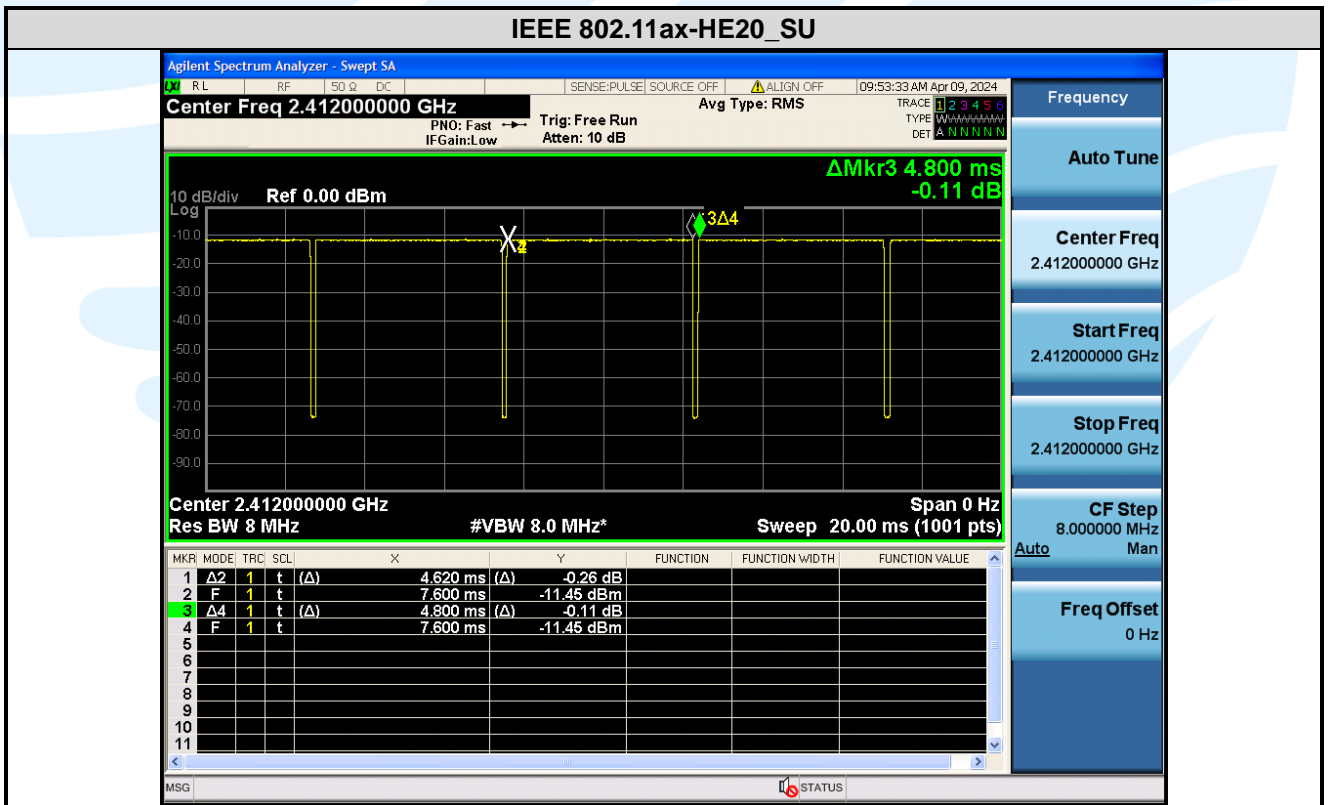 IEEE 802.11ax-HE20_SU
Agilent Spectrum Analyzer - Swept SA
LXI RL RF 50 Ω DC SENSE:PULSE SOURCE OFF ALIGN OFF 09:53:33 AM Apr 09, 2024
Center Freq 2.412000000 GHz Avg Type: RMS TRACE 1 2 3 4 5 6
PNO: Fast Trig: Free Run TYPE WWWWWW
IFGain:Low Atten: 10 dB DET A N N N N N
ΔMkr3 4.800 ms
-0.11 dB
10 dB/div Ref 0.00 dBm
Log
3Δ4
-10.0
2
-20.0
-30.0
-40.0
-50.0
-60.0
-70.0
-80.0
-90.0
Center 2.412000000 GHz Span 0 Hz
Res BW 8 MHz #VBW 8.0 MHz* Sweep 20.00 ms (1001 pts)
MKR MODE TRC SCL X Y FUNCTION FUNCTION WIDTH FUNCTION VALUE
1 Δ2 1 t (Δ) 4.620 ms (Δ) -0.26 dB
2 F 1 t 7.600 ms -11.45 dBm
3 Δ4 1 t (Δ) 4.800 ms (Δ) -0.11 dB
4 F 1 t 7.600 ms -11.45 dBm
5
6
7
8
9
10
11
MSG STATUS
Frequency
Auto Tune
Center Freq
2.412000000 GHz
Start Freq
2.412000000 GHz
Stop Freq
2.412000000 GHz
CF Step
8.000000 MHz
Auto Man
Freq Offset
0 Hz